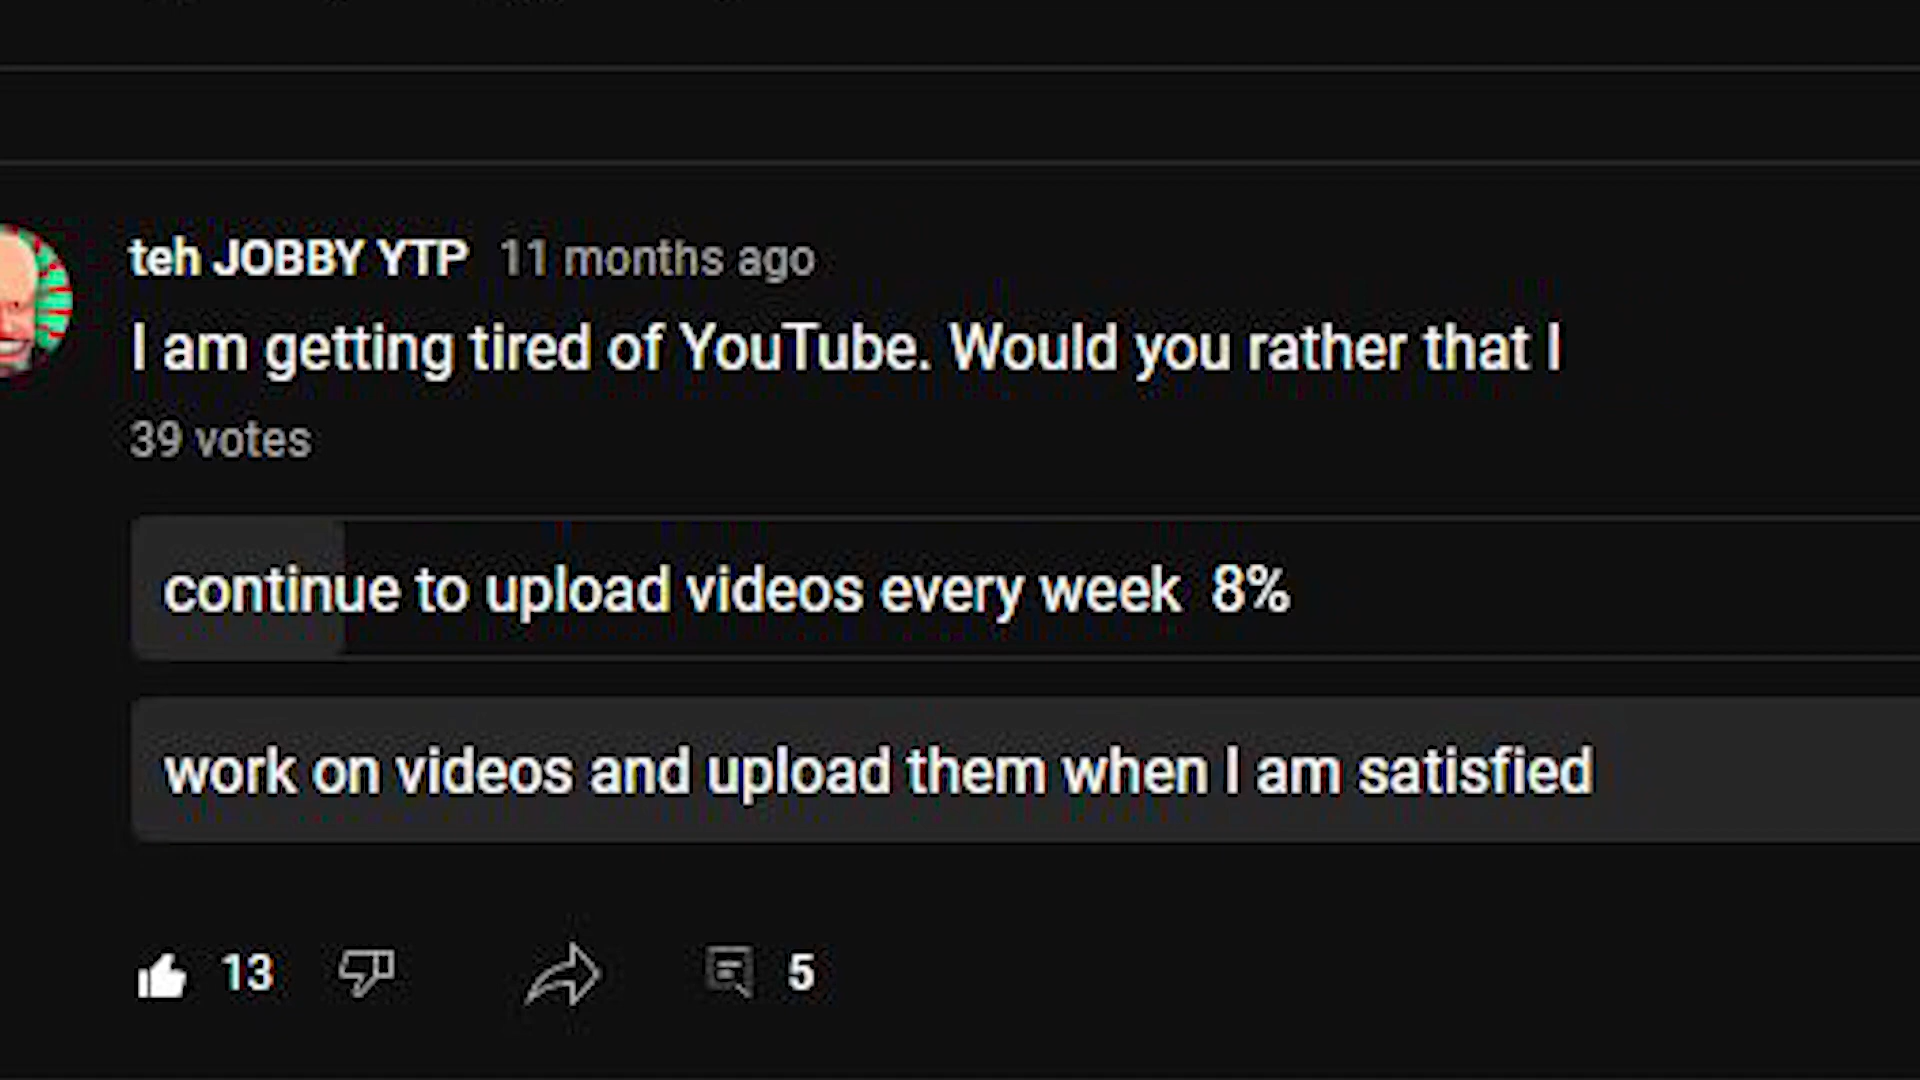 teh JOBBY YTP 11 months ago
I am getting tired of YouTube. Would you rather that I
39 votes
continue to upload videos every week 8%
work on videos and upload them when I am satisfied
13 5